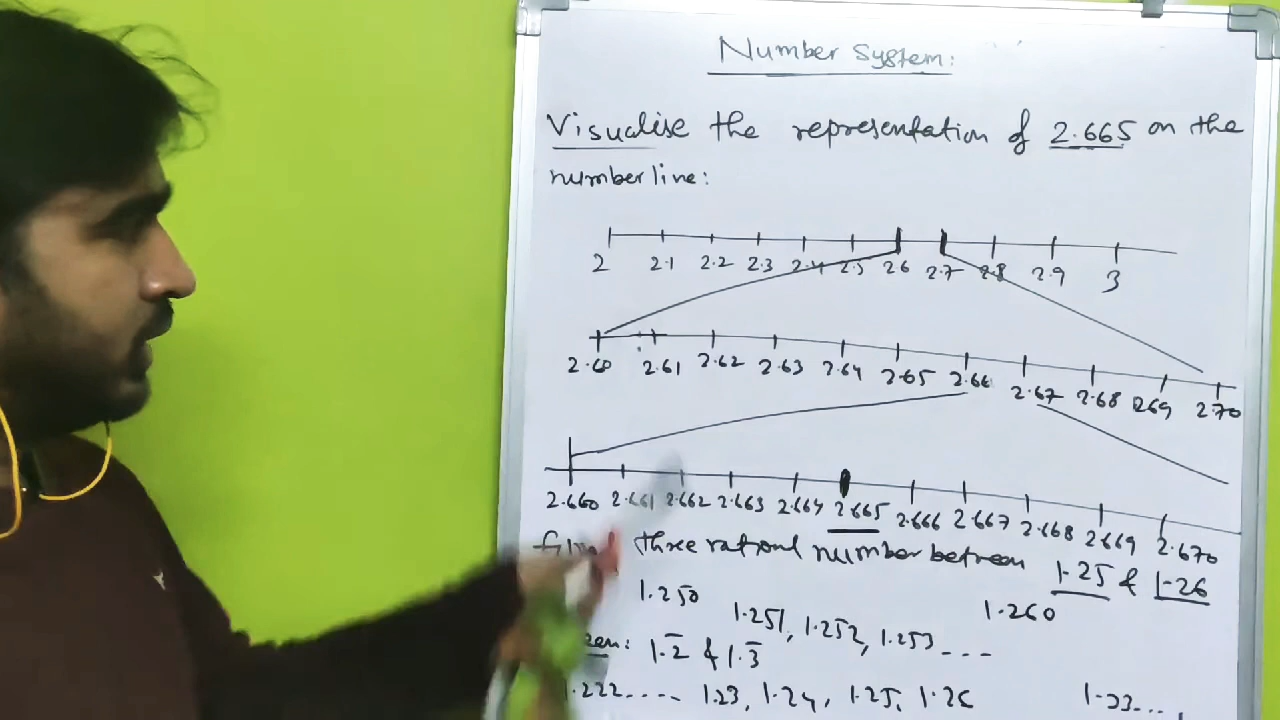 Number System:
Visualise the representation of 2.665 on the
number line:
2 2.1 2.2 2.3 2.4 2.5 2.6 2.7 2.8 2.9 3
2.60 2.61 2.62 2.63 2.64 2.65 2.66 2.67 2.68 2.69 2.70
2.660 2.661 2.662 2.663 2.664 2.665 2.666 2.667 2.668 2.669 2.670
three rational number between 1.25 & 1.26
1.250 1.251, 1.252, 1.253 --- 1.260
1.2̅ & 1.3̅
1.222.... 1.23, 1.24, 1.25, 1.26 1.33...,